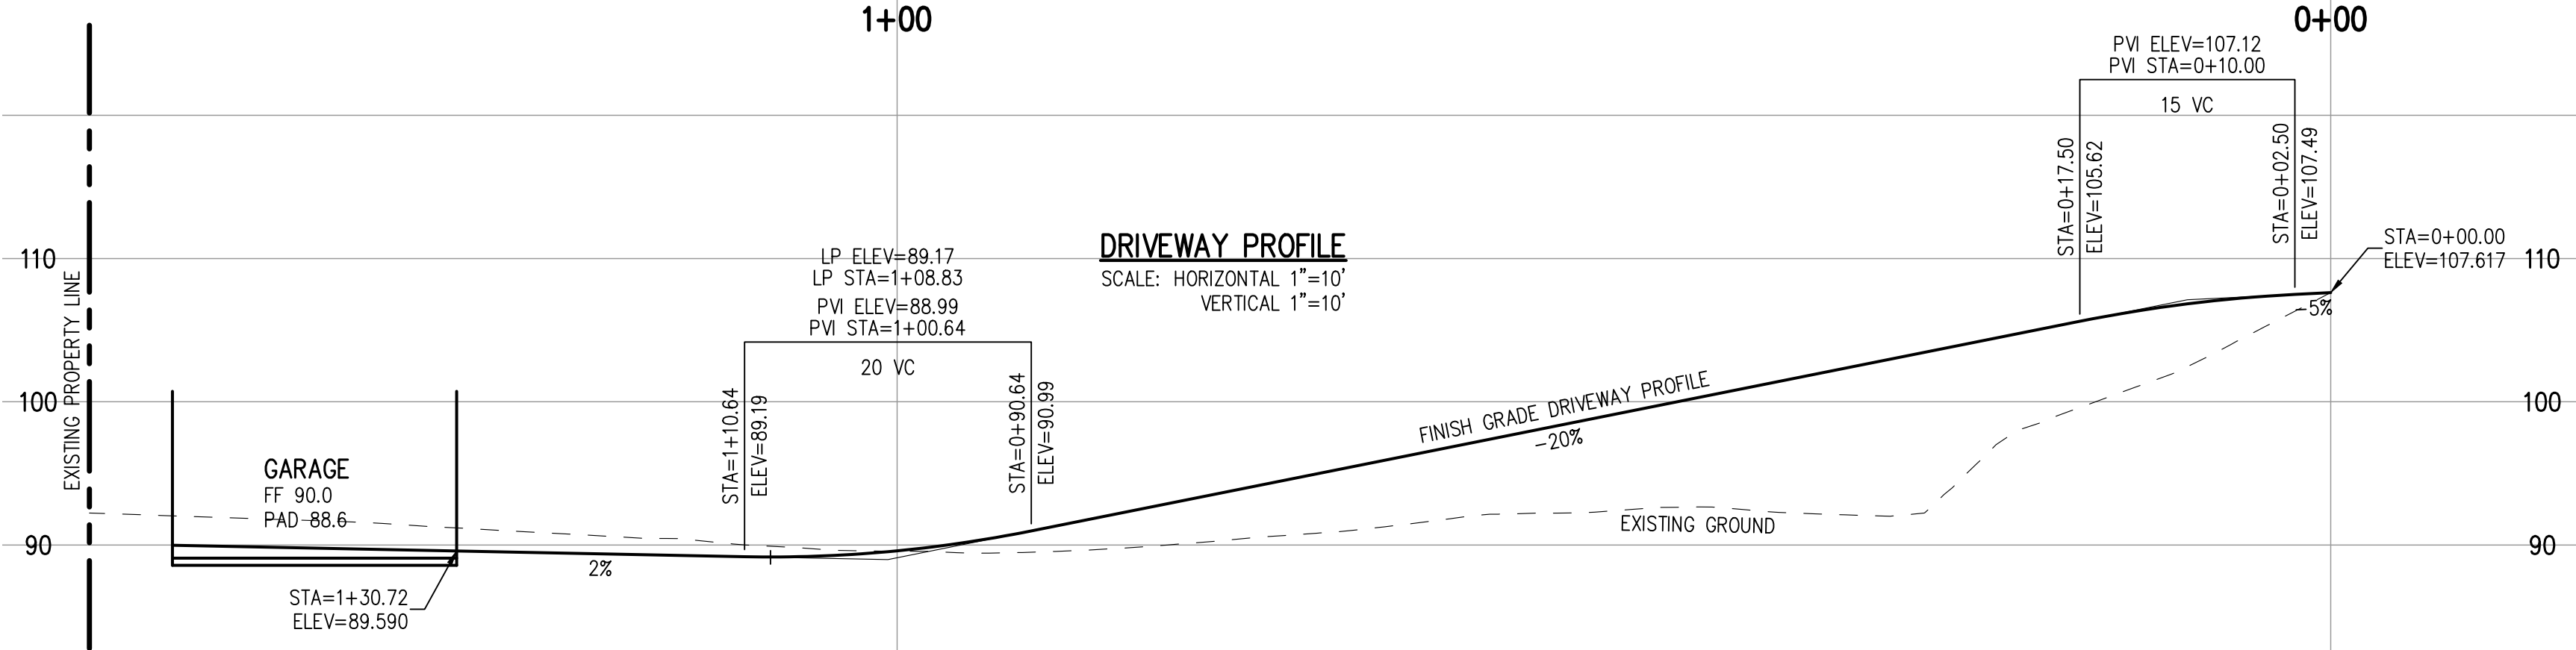 1+00
0+00
PVI ELEV=107.12
PVI STA=0+10.00
15 VC
STA=0+17.50
ELEV=105.62
STA=0+02.50
ELEV=107.49
STA=0+00.00
ELEV=107.617
110
110
-5%
DRIVEWAY PROFILE
SCALE: HORIZONTAL 1"=10'
VERTICAL 1"=10'
LP ELEV=89.17
LP STA=1+08.83
PVI ELEV=88.99
PVI STA=1+00.64
20 VC
STA=1+10.64
ELEV=89.19
STA=0+90.64
ELEV=90.99
EXISTING PROPERTY LINE
100
100
FINISH GRADE DRIVEWAY PROFILE
-20%
GARAGE
FF 90.0
PAD 88.6
EXISTING GROUND
90
90
2%
STA=1+30.72
ELEV=89.590